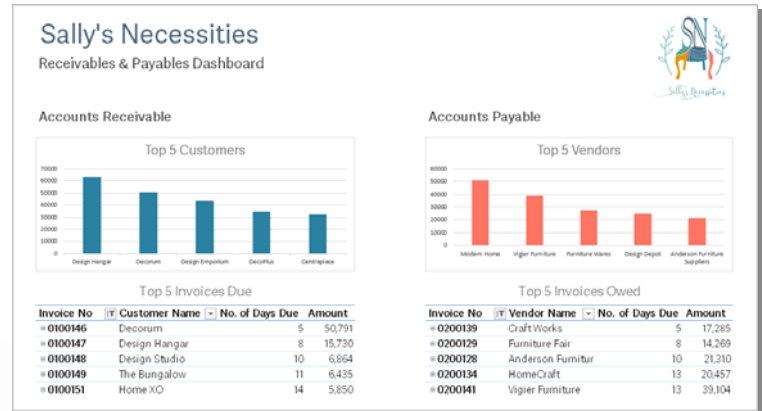 Sally's Necessities
Receivables & Payables Dashboard
SN
Sally's Necessities
Accounts Receivable
Top 5 Customers
70000
60000
50000
40000
30000
20000
10000
0
Design Hangar Decorum Design Emporium DecoPlus Centrepiece
Top 5 Invoices Due
Invoice No Customer Name No. of Days Due Amount
0100146 Decorum 5 50,791
0100147 Design Hangar 8 15,730
0100148 Design Studio 10 6,864
0100149 The Bungalow 11 6,435
0100151 Home XO 14 5,850
Accounts Payable
Top 5 Vendors
60000
50000
40000
30000
20000
10000
0
Modern Home Vigier Furniture Furniture Wares Design Depot Anderson Furniture
Suppliers
Top 5 Invoices Owed
Invoice No Vendor Name No. of Days Due Amount
0200139 Craft Works 5 17,285
0200129 Furniture Fair 8 14,269
0200128 Anderson Furnitur 10 21,310
0200134 HomeCraft 13 20,457
0200141 Vigier Furniture 13 39,104